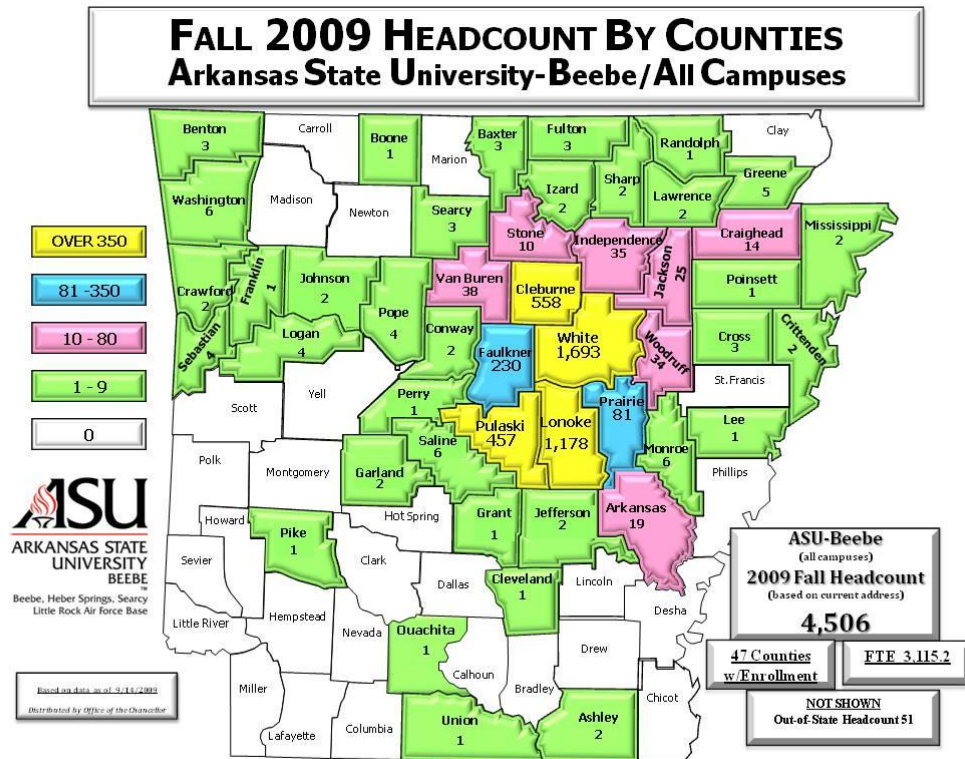 FALL 2009 HEADCOUNT BY COUNTIES
Arkansas State University-Beebe/All Campuses
Benton
3
Carroll
Boone
1
Marion
Baxter
3
Fulton
3
Randolph
1
Clay
Washington
6
Madison
Newton
Searcy
3
Izard
2
Sharp
2
Lawrence
2
Greene
5
Stone
10
Independence
35
Jackson
25
Craighead
14
Mississippi
2
OVER 350
81 -350
10 - 80
1 - 9
0
Crawford
2
Franklin
1
Johnson
2
Pope
4
Van Buren
38
Cleburne
558
Poinsett
1
Sebastian
4
Logan
4
Conway
2
Faulkner
230
White
1,693
Woodruff
34
Cross
3
Crittenden
2
St. Francis
Scott
Yell
Perry
1
Pulaski
457
Lonoke
1,178
Prairie
81
Monroe
6
Lee
1
Phillips
Polk
Montgomery
Garland
2
Saline
6
Hot Spring
Grant
1
Jefferson
2
Arkansas
19
Howard
Pike
1
Clark
Dallas
Cleveland
1
Lincoln
Desha
Sevier
Little River
Hempstead
Nevada
Ouachita
1
Calhoun
Bradley
Drew
Miller
Lafayette
Columbia
Union
1
Ashley
2
Chicot
ASU
ARKANSAS STATE
UNIVERSITY
BEEBE
™
Beebe, Heber Springs, Searcy
Little Rock Air Force Base
Based on data as of 9/14/2009
Distributed by Office of the Chancellor
ASU-Beebe
(all campuses)
2009 Fall Headcount
(based on current address)
4,506
47 Counties
w/Enrollment
FTE 3,115.2
NOT SHOWN
Out-of-State Headcount 51